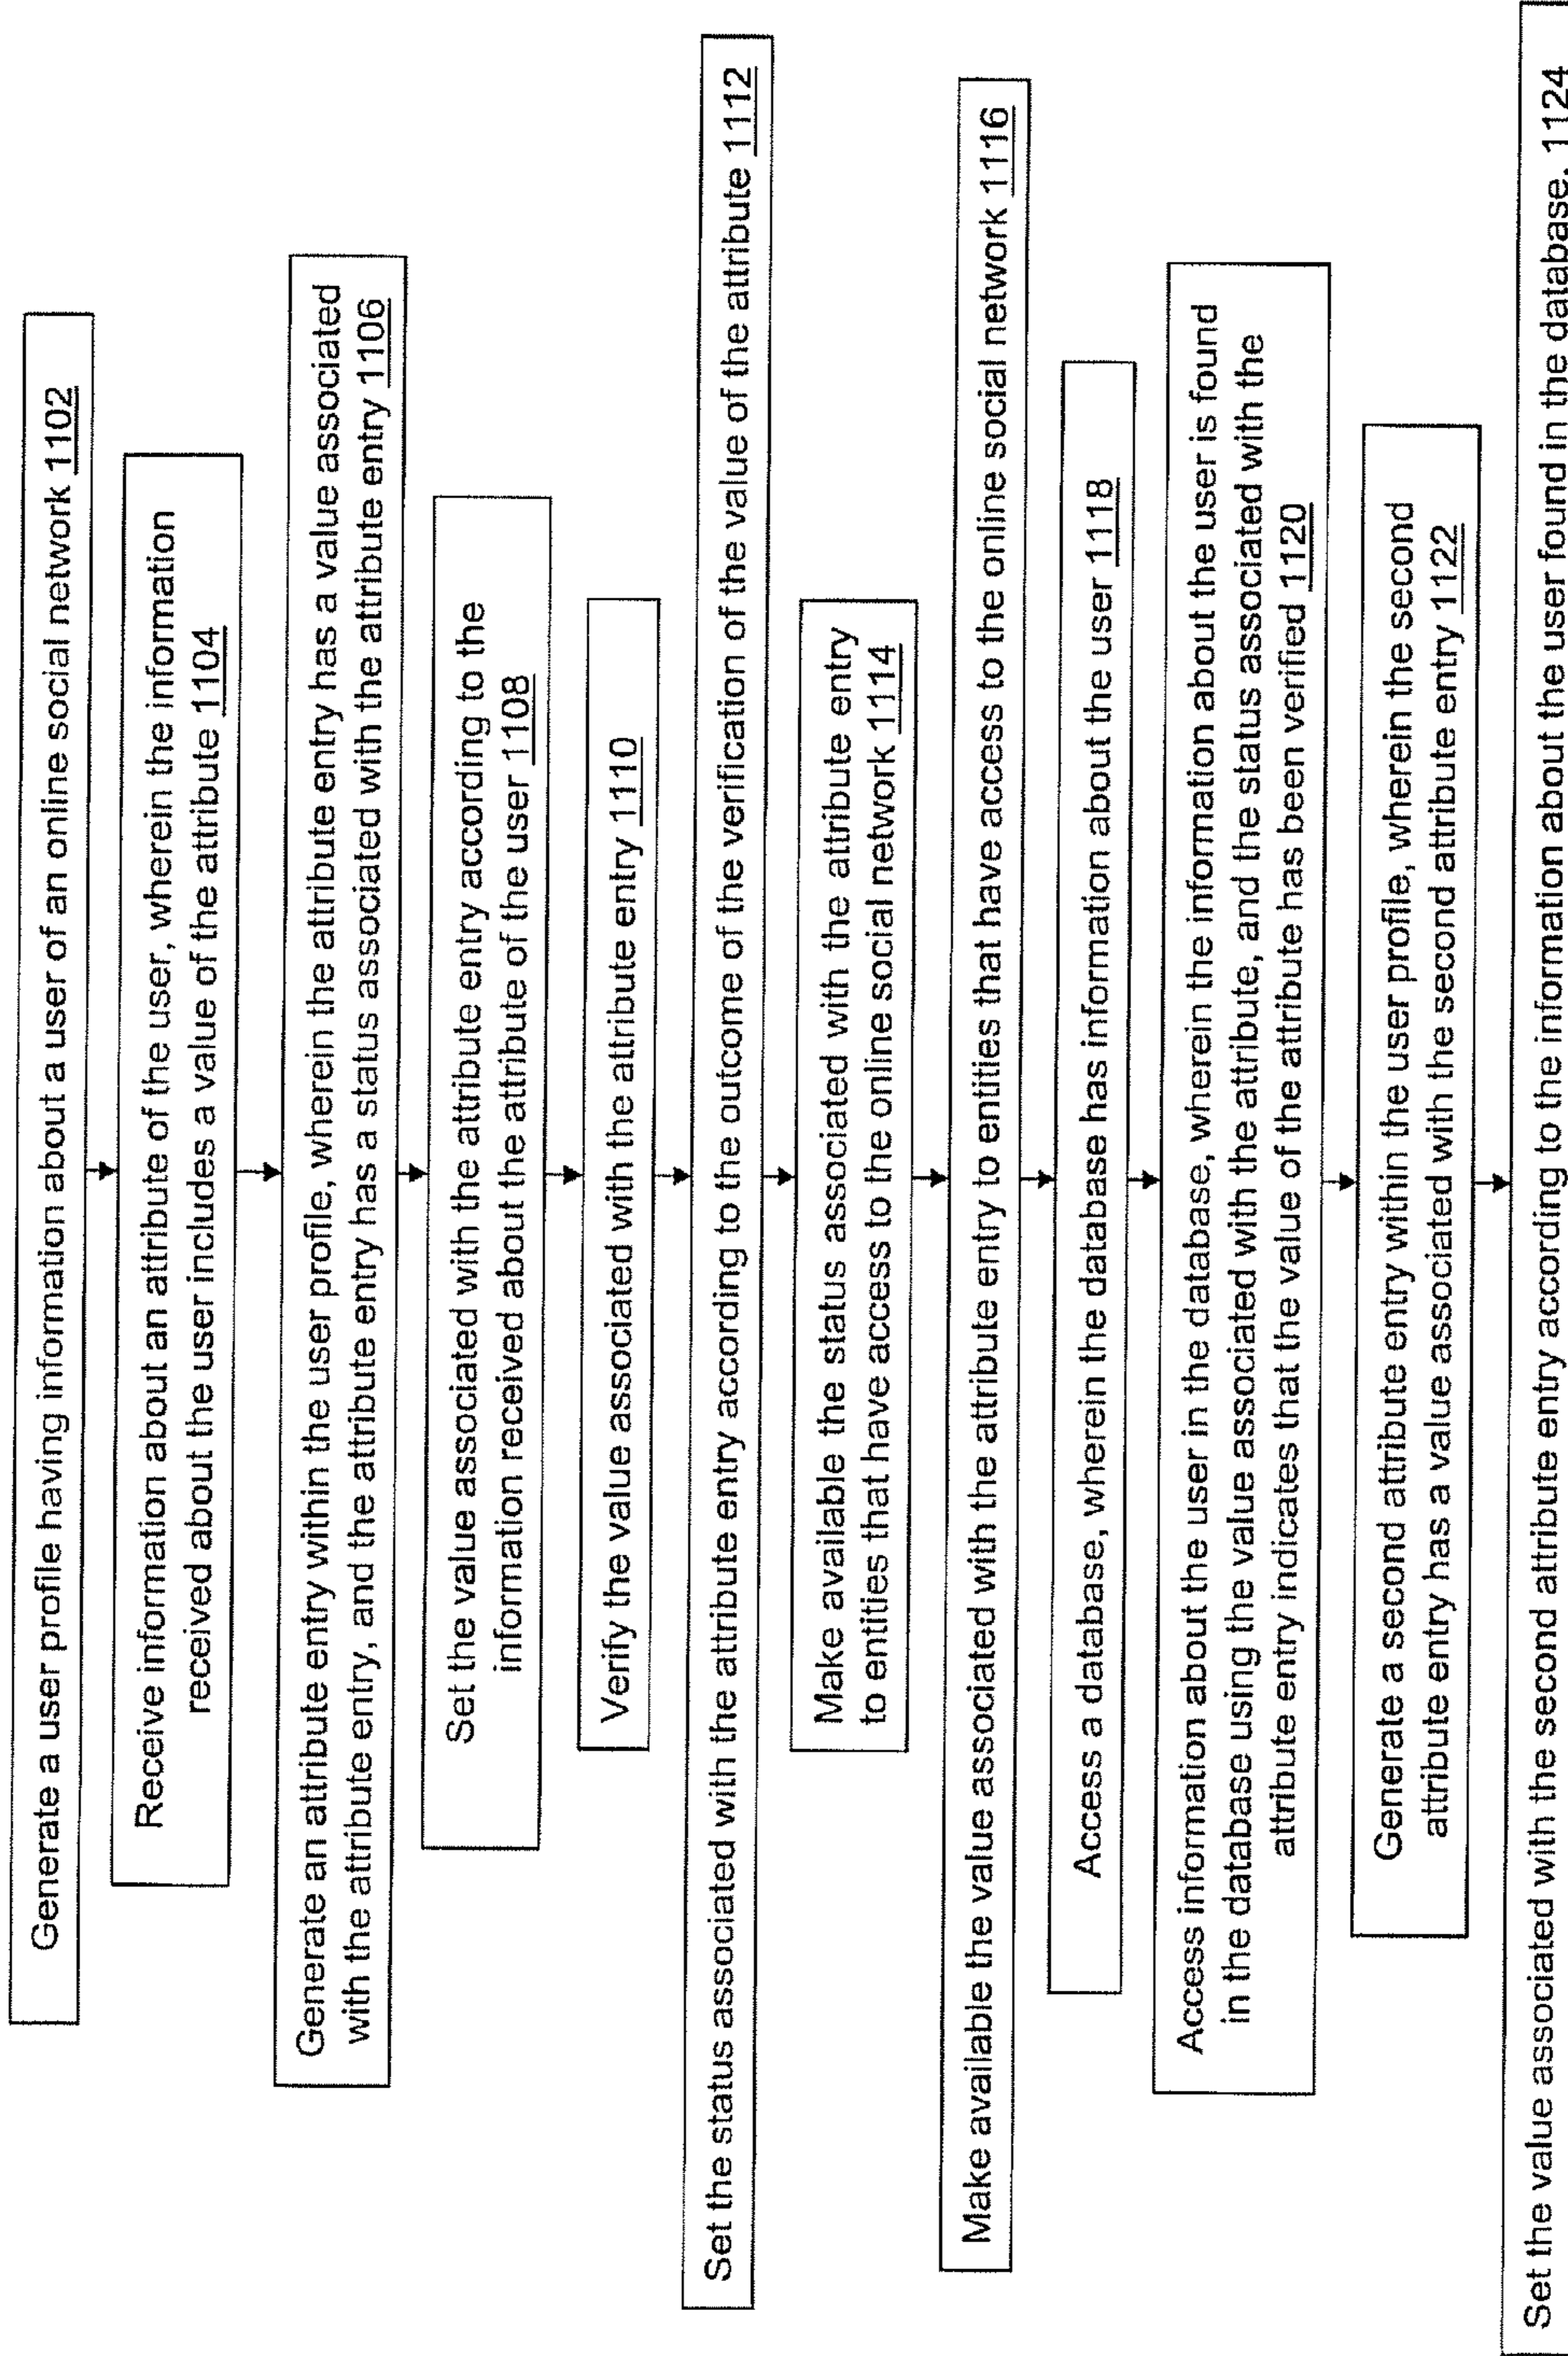 Generate a user profile having information about a user of an online social network 1102
Receive information about an attribute of the user, wherein the information
received about the user includes a value of the attribute 1104
Generate an attribute entry within the user profile, wherein the attribute entry has a value associated
with the attribute entry, and the attribute entry has a status associated with the attribute entry 1106
Set the value associated with the attribute entry according to the
information received about the attribute of the user 1108
Verify the value associated with the attribute entry 1110
Set the status associated with the attribute entry according to the outcome of the verification of the value of the attribute 1112
Make available the status associated with the attribute entry
to entities that have access to the online social network 1114
Make available the value associated with the attribute entry to entities that have access to the online social network 1116
Access a database, wherein the database has information about the user 1118
Access information about the user in the database, wherein the information about the user is found
in the database using the value associated with the attribute, and the status associated with the
attribute entry indicates that the value of the attribute has been verified 1120
Generate a second attribute entry within the user profile, wherein the second
attribute entry has a value associated with the second attribute entry 1122
Set the value associated with the second attribute entry according to the information about the user found in the database. 1124